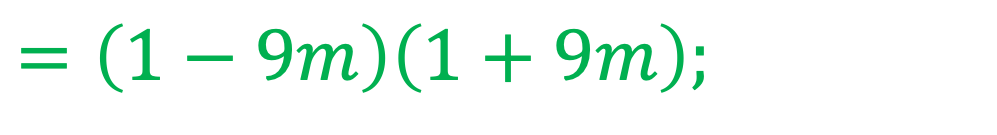 = (1 − 9m)(1 + 9m);